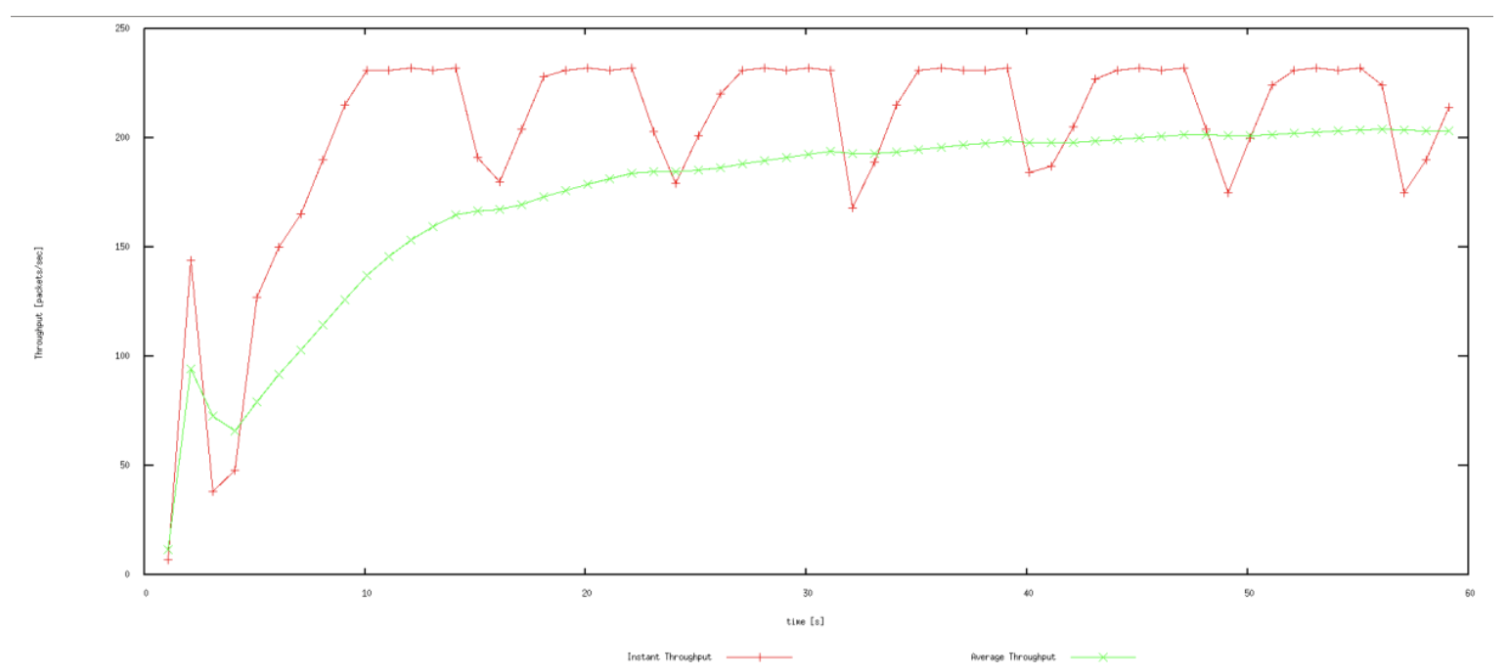 250
200
150
100
50
0
Throughput [packets/sec]
0 10 20 30 40 50 60
time [s]
Instant Throughput Average Throughput